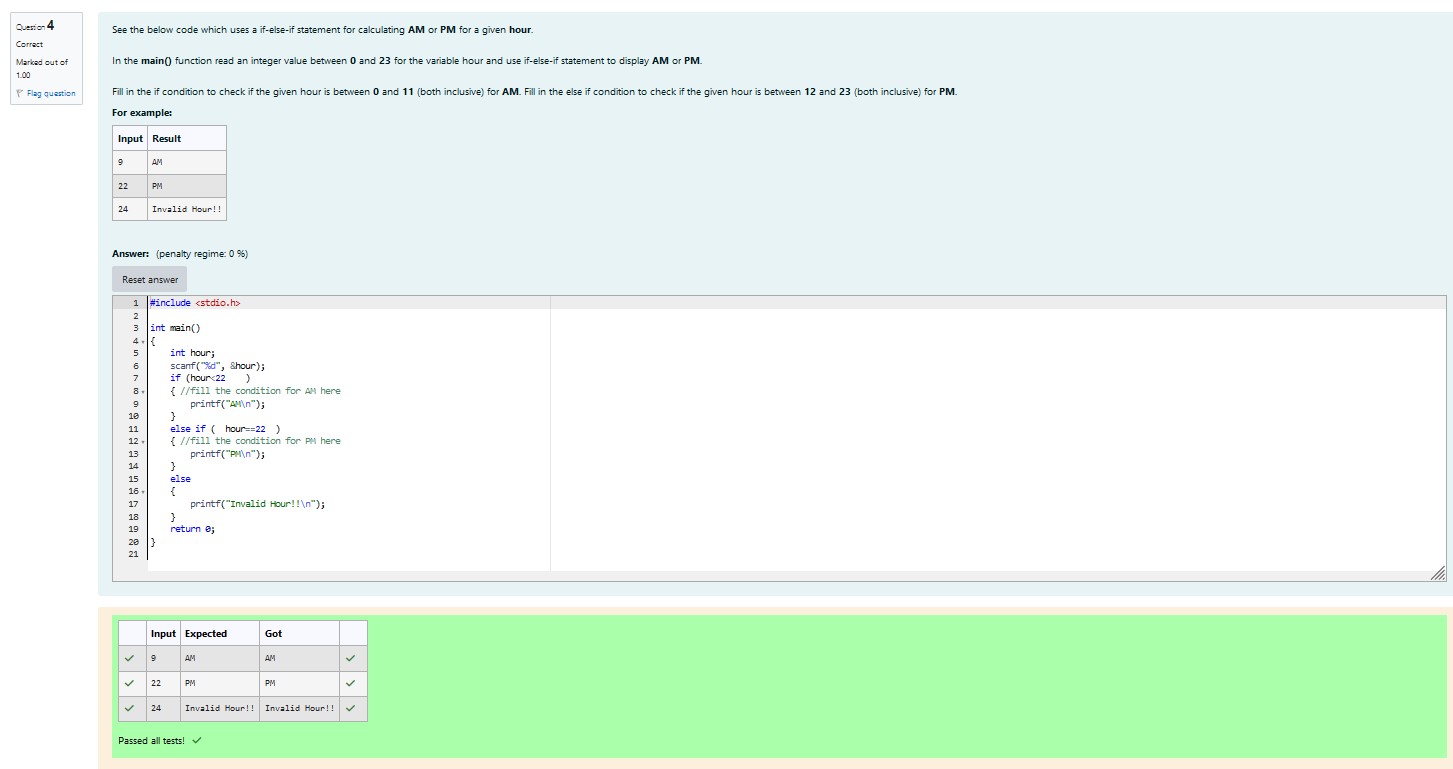 Question 4
Correct
Marked out of
1.00
Flag question
See the below code which uses a if-else-if statement for calculating AM or PM for a given hour.
In the main() function read an integer value between 0 and 23 for the variable hour and use if-else-if statement to display AM or PM.
Fill in the if condition to check if the given hour is between 0 and 11 (both inclusive) for AM. Fill in the else if condition to check if the given hour is between 12 and 23 (both inclusive) for PM.
For example:
Input Result
9 AM
22 PM
24 Invalid Hour!!
Answer: (penalty regime: 0 %)
Reset answer
1 #include <stdio.h>
2
3 int main()
4 {
5 int hour;
6 scanf("%d", &hour);
7 if (hour<22    )
8 { //fill the condition for AM here
9 printf("AM\n");
10 }
11 else if (  hour==22  )
12 { //fill the condition for PM here
13 printf("PM\n");
14 }
15 else
16 {
17 printf("Invalid Hour!!\n");
18 }
19 return 0;
20 }
21
Input Expected Got
9 AM AM
22 PM PM
24 Invalid Hour!! Invalid Hour!!
Passed all tests!